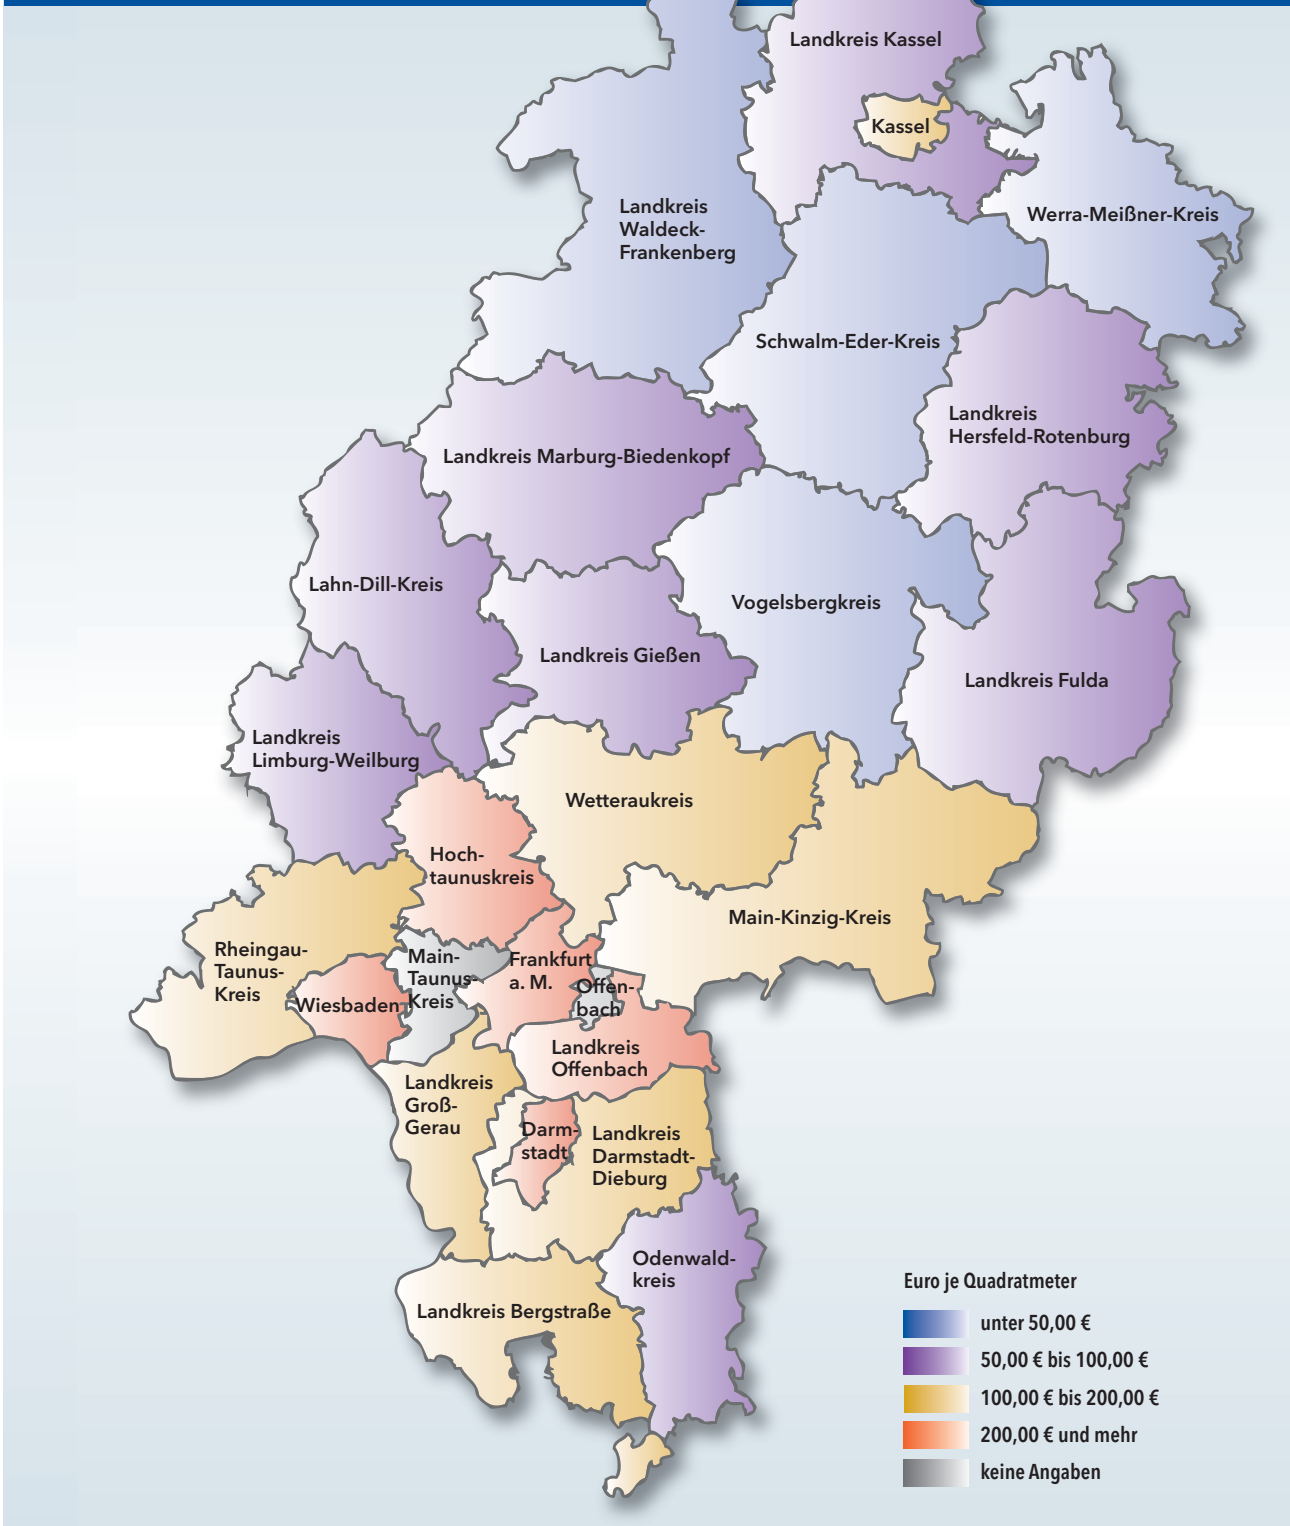 Landkreis Kassel
Kassel
Landkreis
Waldeck-
Frankenberg
Werra-Meißner-Kreis
Schwalm-Eder-Kreis
Landkreis
Hersfeld-Rotenburg
Landkreis Marburg-Biedenkopf
Lahn-Dill-Kreis
Vogelsbergkreis
Landkreis Gießen
Landkreis Fulda
Landkreis
Limburg-Weilburg
Wetteraukreis
Hoch-
taunuskreis
Main-Kinzig-Kreis
Rheingau-
Taunus-
Kreis
Main-
Taunus-
Kreis
Frankfurt
a. M.
Offen-
bach
Wiesbaden
Landkreis
Offenbach
Landkreis
Groß-
Gerau
Darm-
stadt
Landkreis
Darmstadt-
Dieburg
Odenwald-
kreis
Landkreis Bergstraße
Euro je Quadratmeter
unter 50,00 €
50,00 € bis 100,00 €
100,00 € bis 200,00 €
200,00 € und mehr
keine Angaben